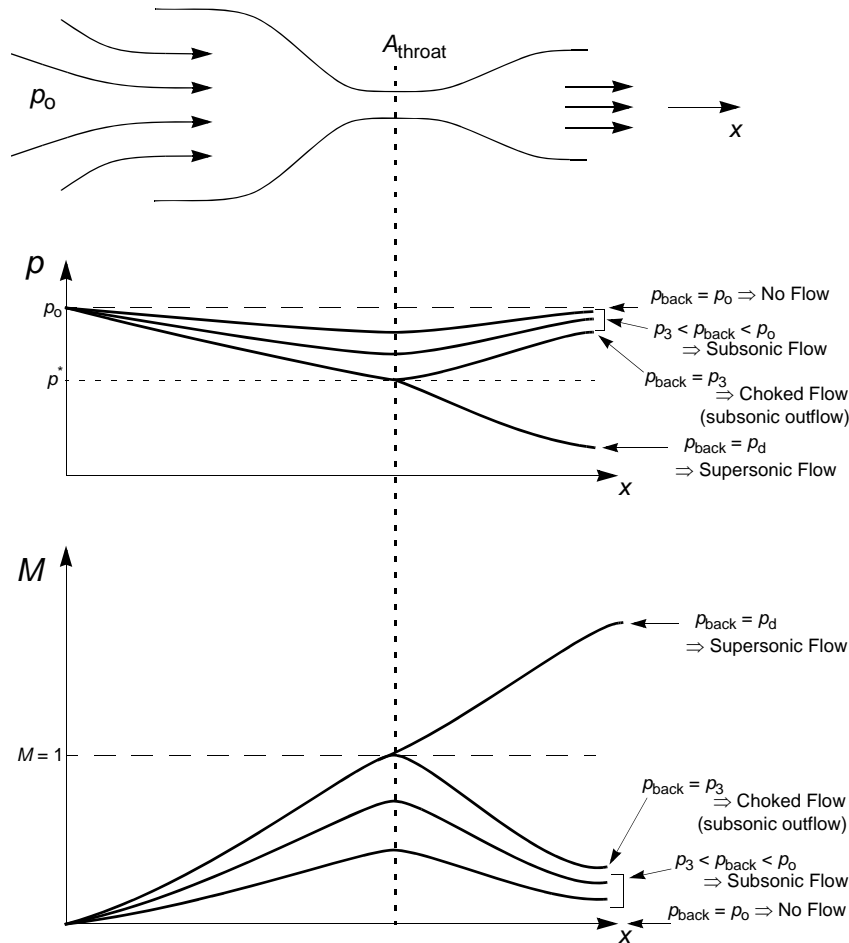 A_throat
p_o
x
p
p_o
p_back = p_o ⇒ No Flow
p_3 < p_back < p_o
⇒ Subsonic Flow
p*
p_back = p_3
⇒ Choked Flow
(subsonic outflow)
p_back = p_d
⇒ Supersonic Flow
x
M
p_back = p_d
⇒ Supersonic Flow
M = 1
p_back = p_3
⇒ Choked Flow
(subsonic outflow)
p_3 < p_back < p_o
⇒ Subsonic Flow
x
p_back = p_o ⇒ No Flow